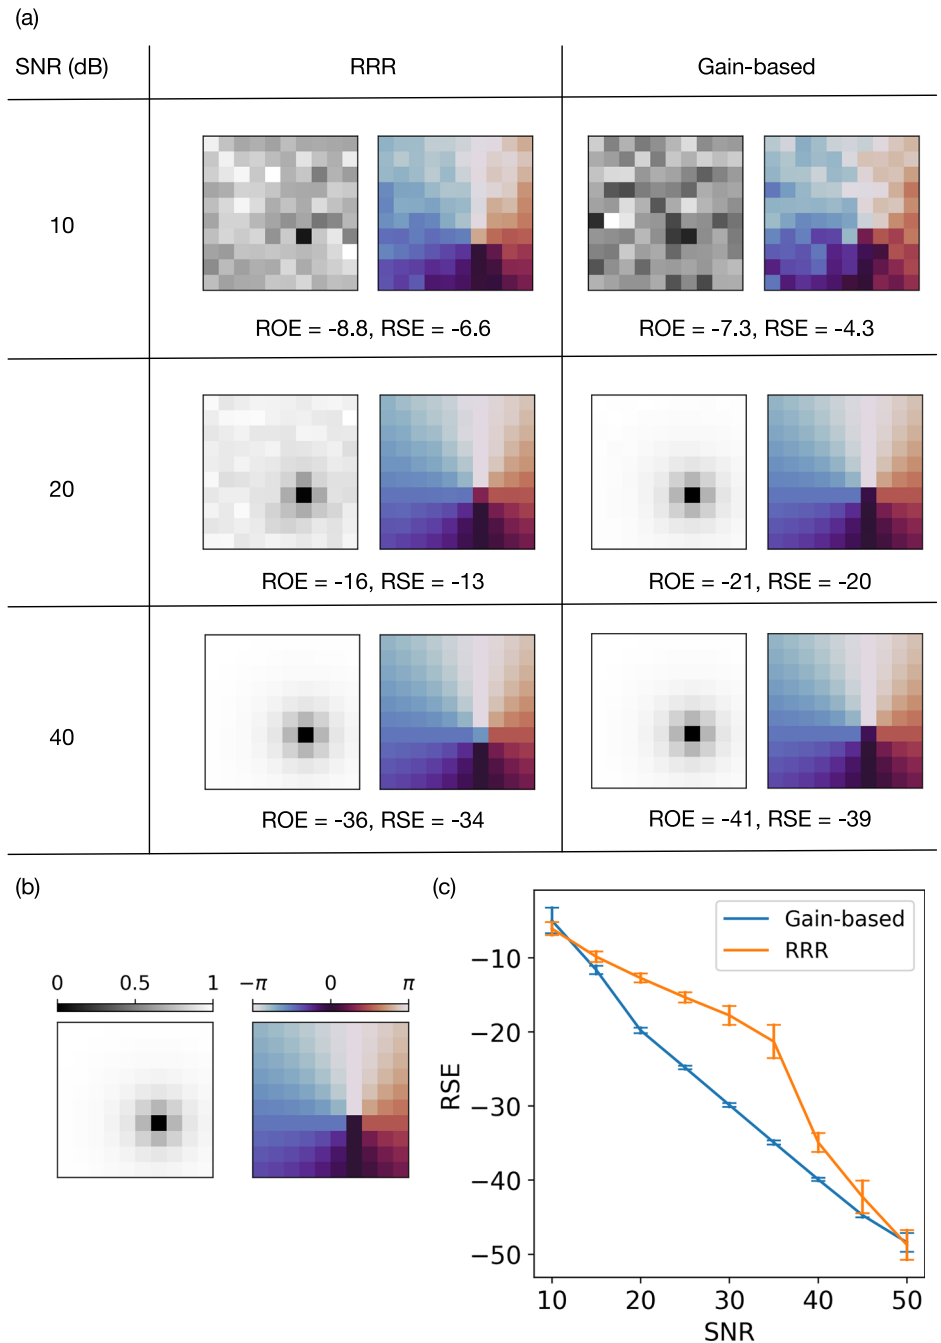 (a)
SNR (dB) RRR Gain-based
10
ROE = -8.8, RSE = -6.6 ROE = -7.3, RSE = -4.3
20
ROE = -16, RSE = -13 ROE = -21, RSE = -20
40
ROE = -36, RSE = -34 ROE = -41, RSE = -39
(b)
0 0.5 1 −π 0 π
(c)
Gain-based
RRR
−10
−20
−30
−40
−50
RSE
10 20 30 40 50
SNR